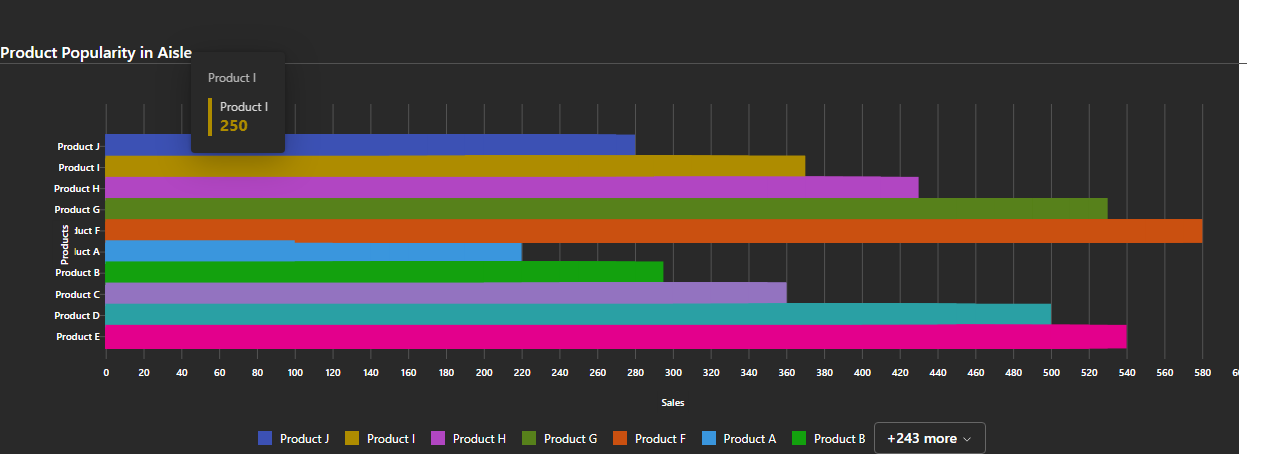 Product Popularity in Aisle
Product I
Product I
250
Product J
Product I
Product H
Product G
duct F
duct A
Product B
Product C
Product D
Product E
Products
0 20 40 60 80 100 120 140 160 180 200 220 240 260 280 300 320 340 360 380 400 420 440 460 480 500 520 540 560 580
Sales
Product J Product I Product H Product G Product F Product A Product B +243 more